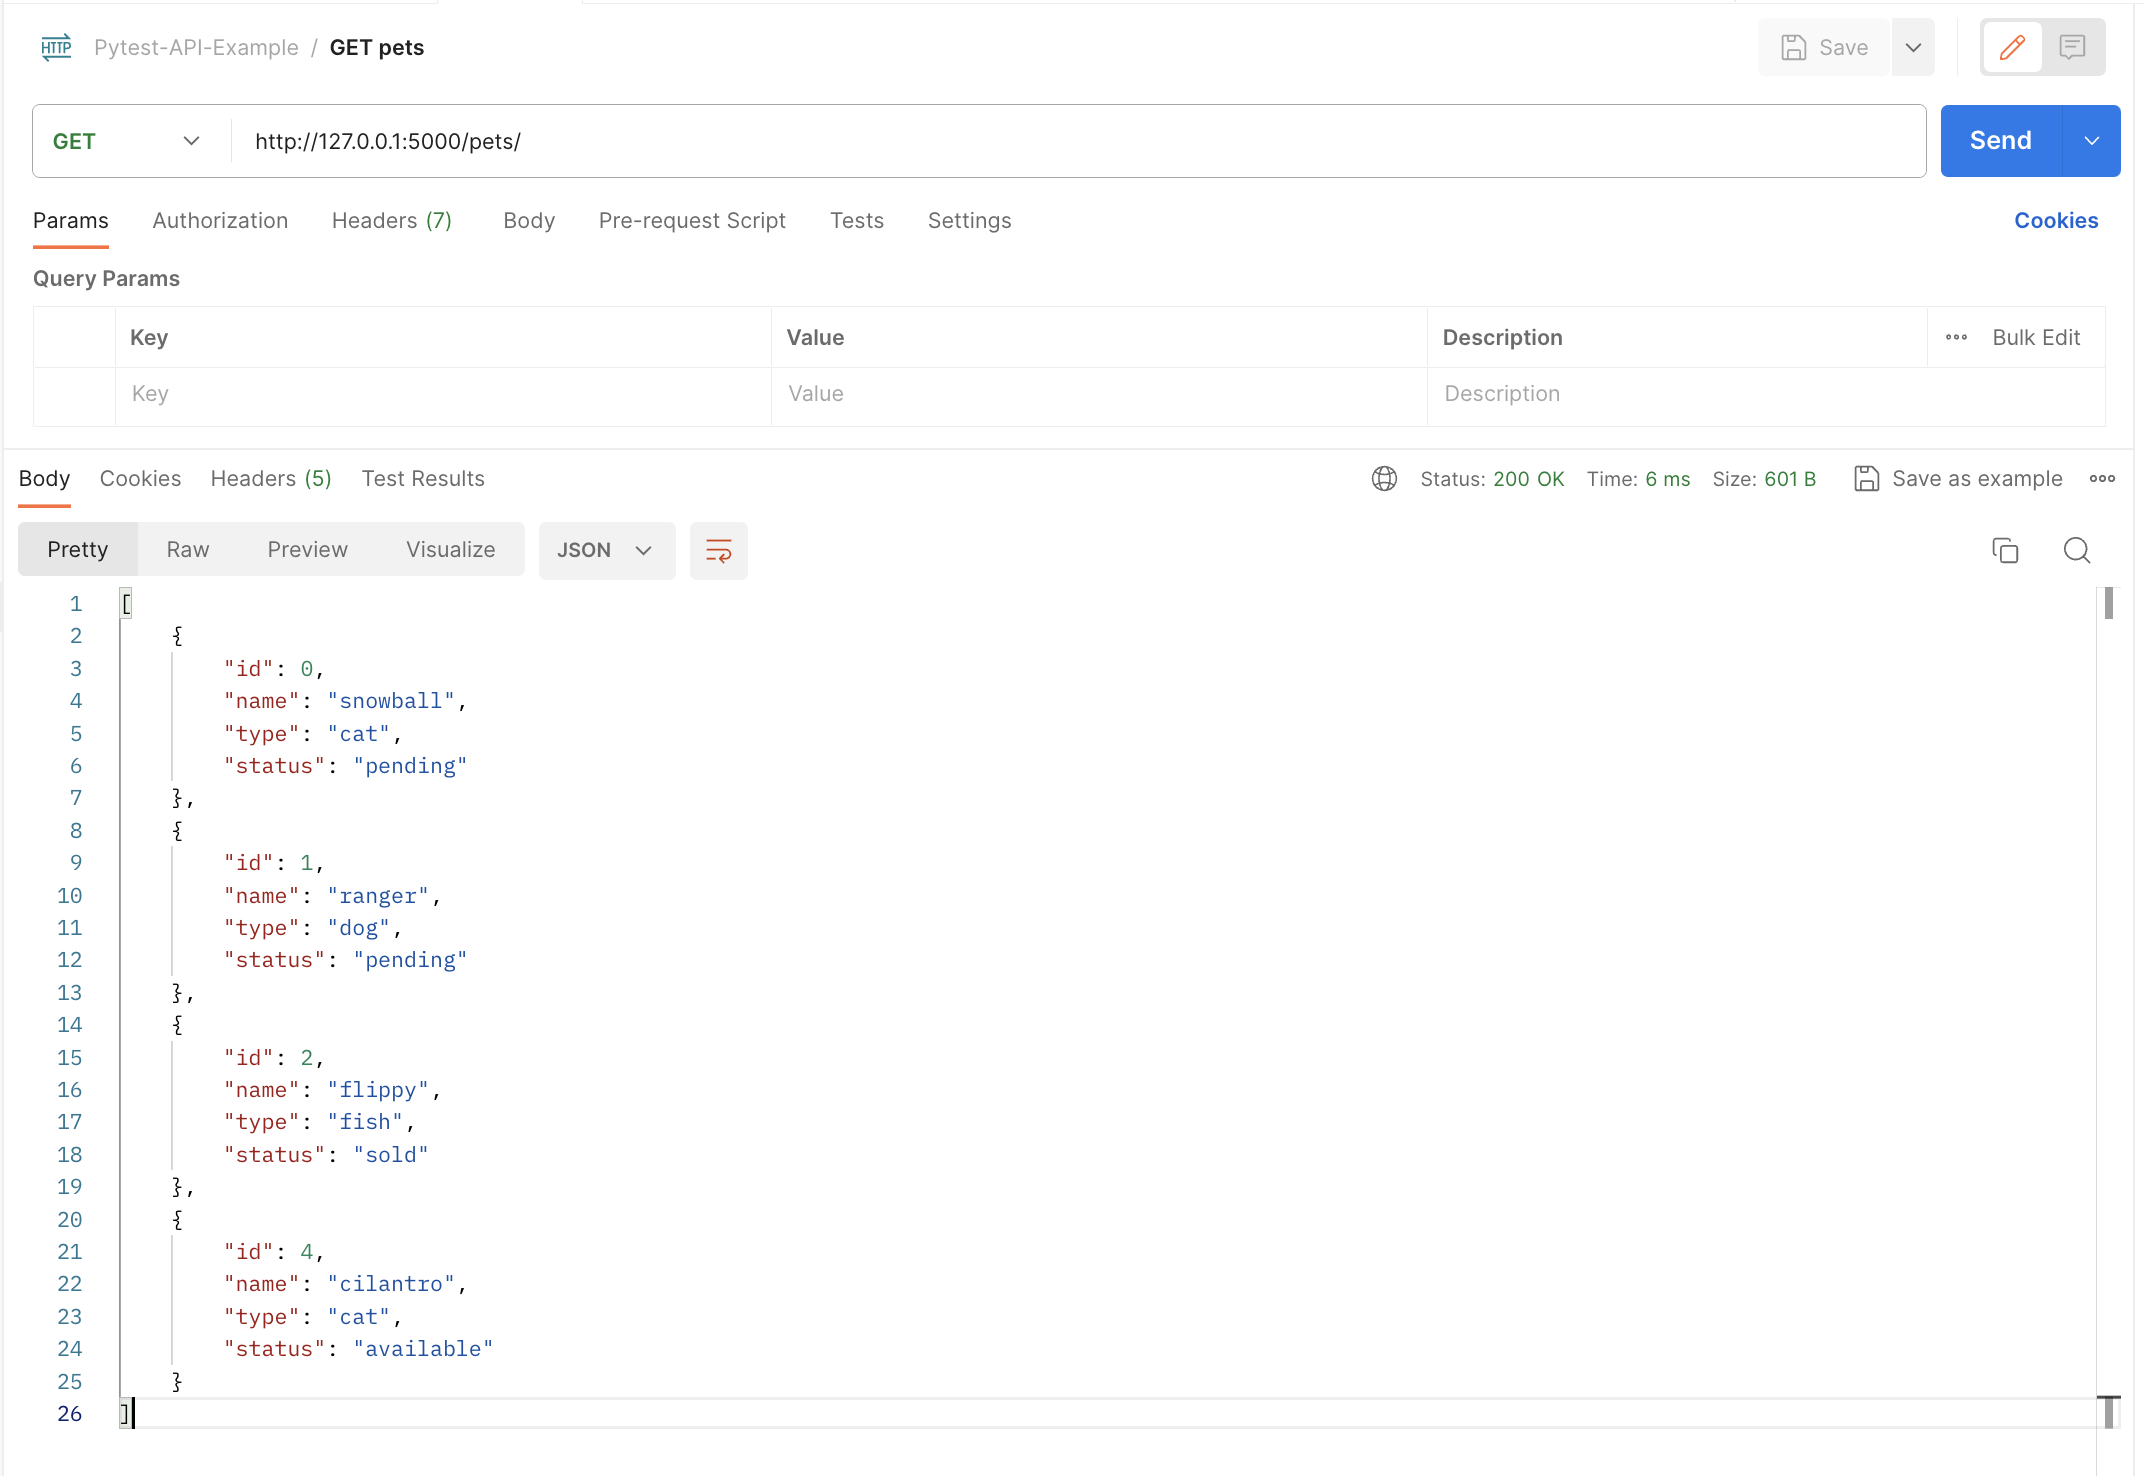 HTTP Pytest-API-Example / GET pets Save
GET http://127.0.0.1:5000/pets/ Send
Params Authorization Headers (7) Body Pre-request Script Tests Settings Cookies
Query Params
Key Value Description Bulk Edit
Key Value Description
Body Cookies Headers (5) Test Results Status: 200 OK Time: 6 ms Size: 601 B Save as example
Pretty Raw Preview Visualize JSON
1 [
2 {
3 "id": 0,
4 "name": "snowball",
5 "type": "cat",
6 "status": "pending"
7 },
8 {
9 "id": 1,
10 "name": "ranger",
11 "type": "dog",
12 "status": "pending"
13 },
14 {
15 "id": 2,
16 "name": "flippy",
17 "type": "fish",
18 "status": "sold"
19 },
20 {
21 "id": 4,
22 "name": "cilantro",
23 "type": "cat",
24 "status": "available"
25 }
26 ]